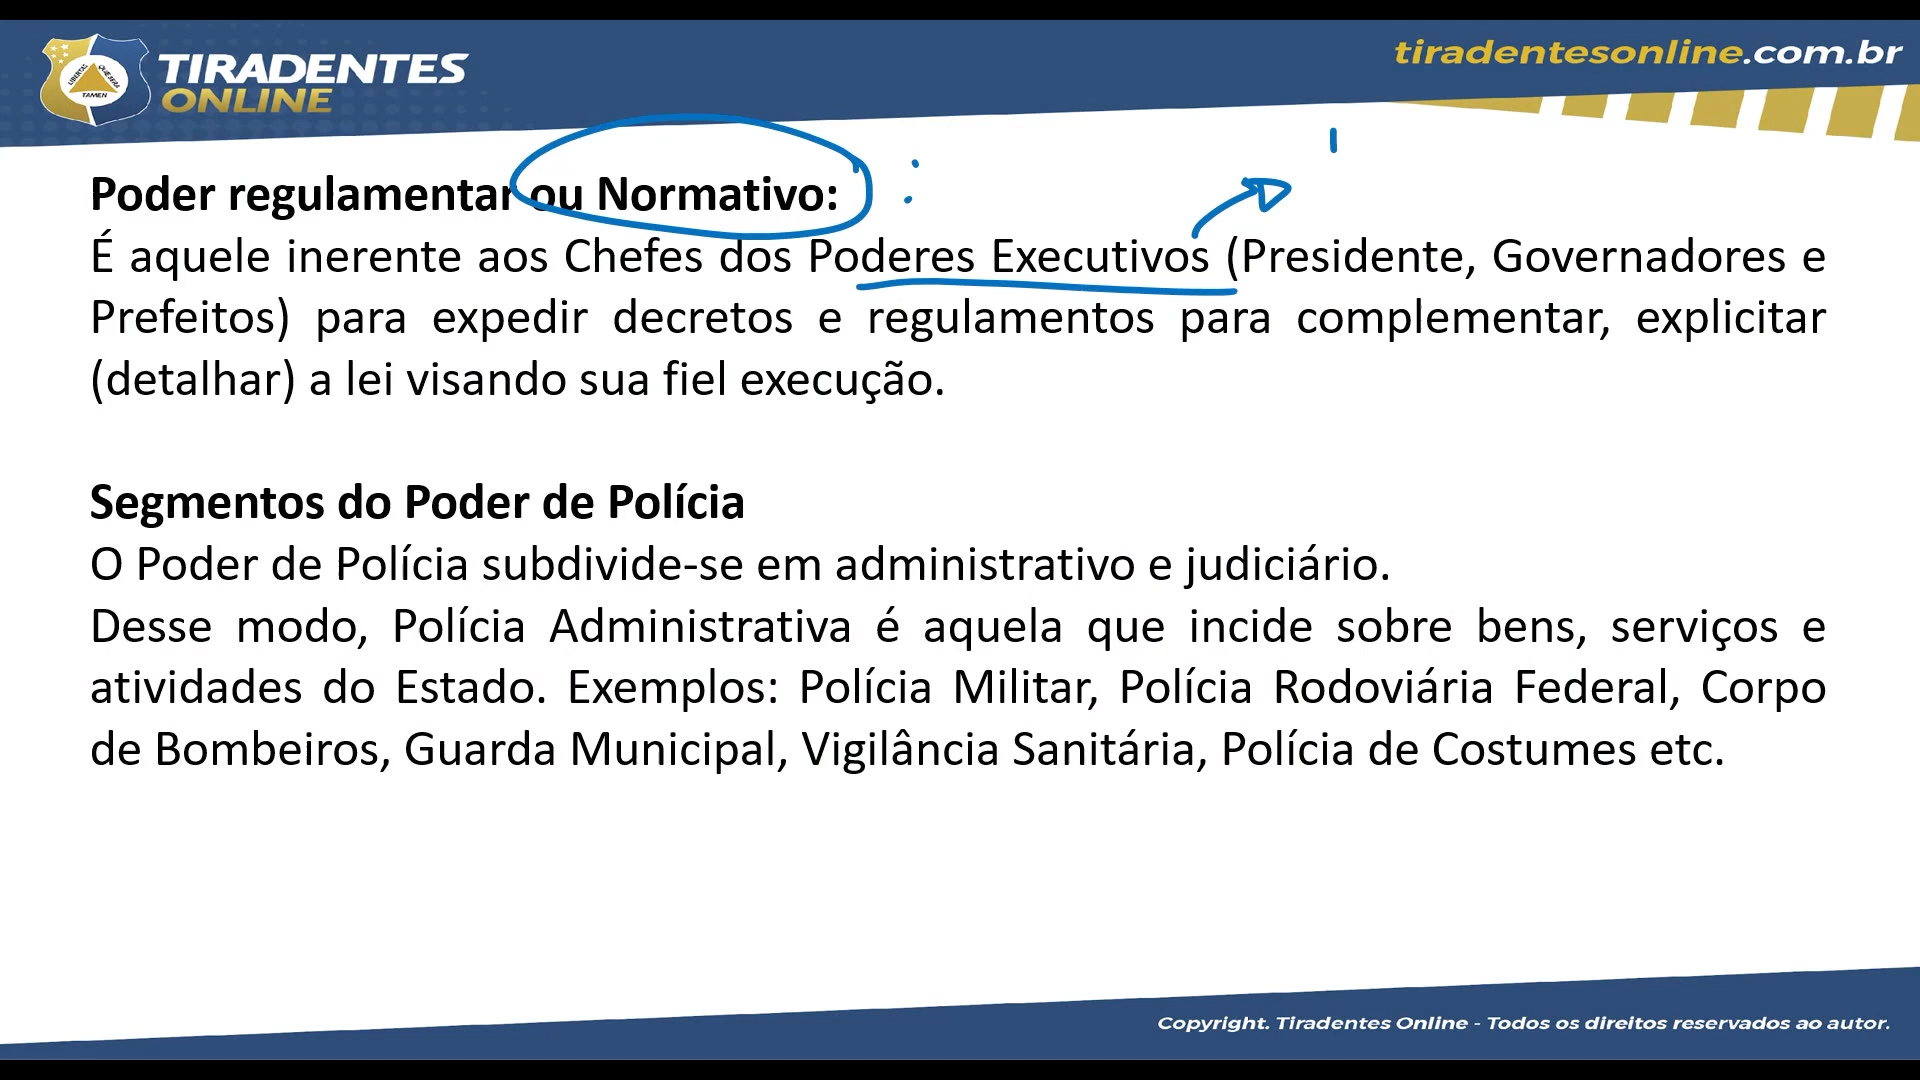 TIRADENTES
ONLINE
LIBERTAS
QUÆ SERA
TAMEN
tiradentesonline.com.br
Poder regulamentar ou Normativo:
É aquele inerente aos Chefes dos Poderes Executivos (Presidente, Governadores e
Prefeitos) para expedir decretos e regulamentos para complementar, explicitar
(detalhar) a lei visando sua fiel execução.
Segmentos do Poder de Polícia
O Poder de Polícia subdivide-se em administrativo e judiciário.
Desse modo, Polícia Administrativa é aquela que incide sobre bens, serviços e
atividades do Estado. Exemplos: Polícia Militar, Polícia Rodoviária Federal, Corpo
de Bombeiros, Guarda Municipal, Vigilância Sanitária, Polícia de Costumes etc.
Copyright. Tiradentes Online - Todos os direitos reservados ao autor.